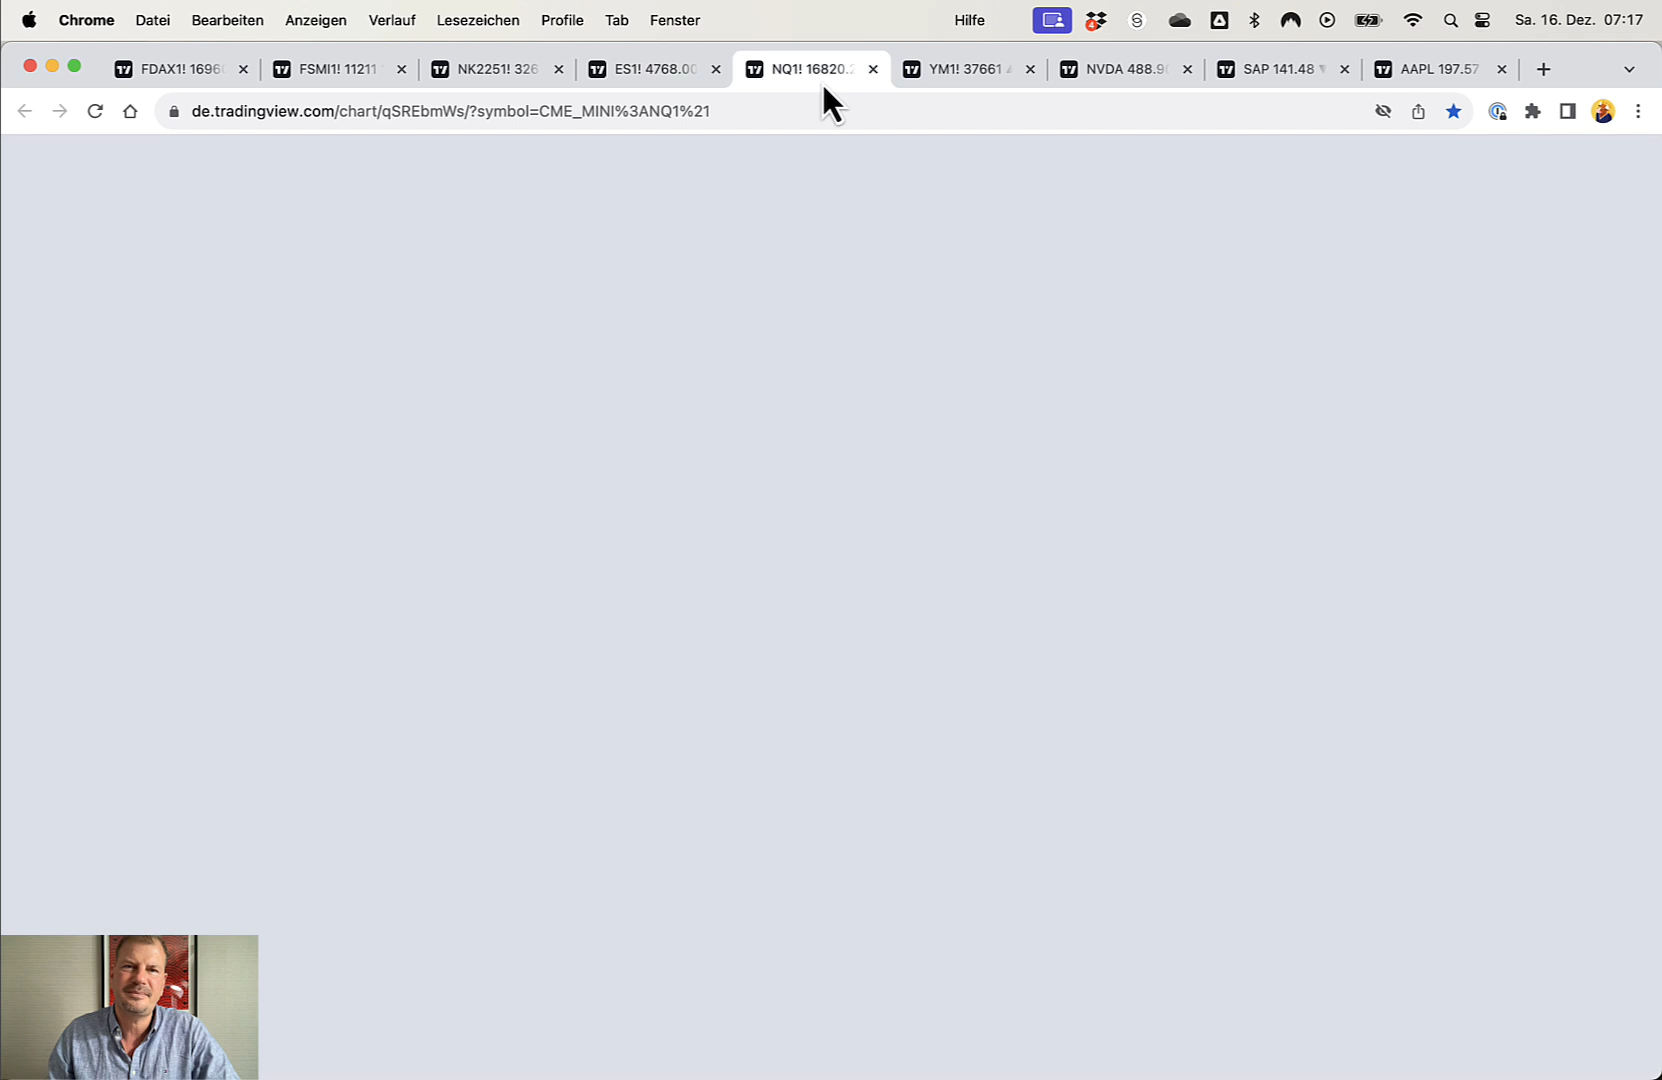 Chrome Datei Bearbeiten Anzeigen Verlauf Lesezeichen Profile Tab Fenster Hilfe Sa. 16. Dez. 07:17
FDAX1! 1696 FSMI1! 11211 NK2251! 326 ES1! 4768.00 NQ1! 16820. YM1! 37661 NVDA 488.9 SAP 141.48 ▼ AAPL 197.57
de.tradingview.com/chart/qSREbmWs/?symbol=CME_MINI%3ANQ1%21